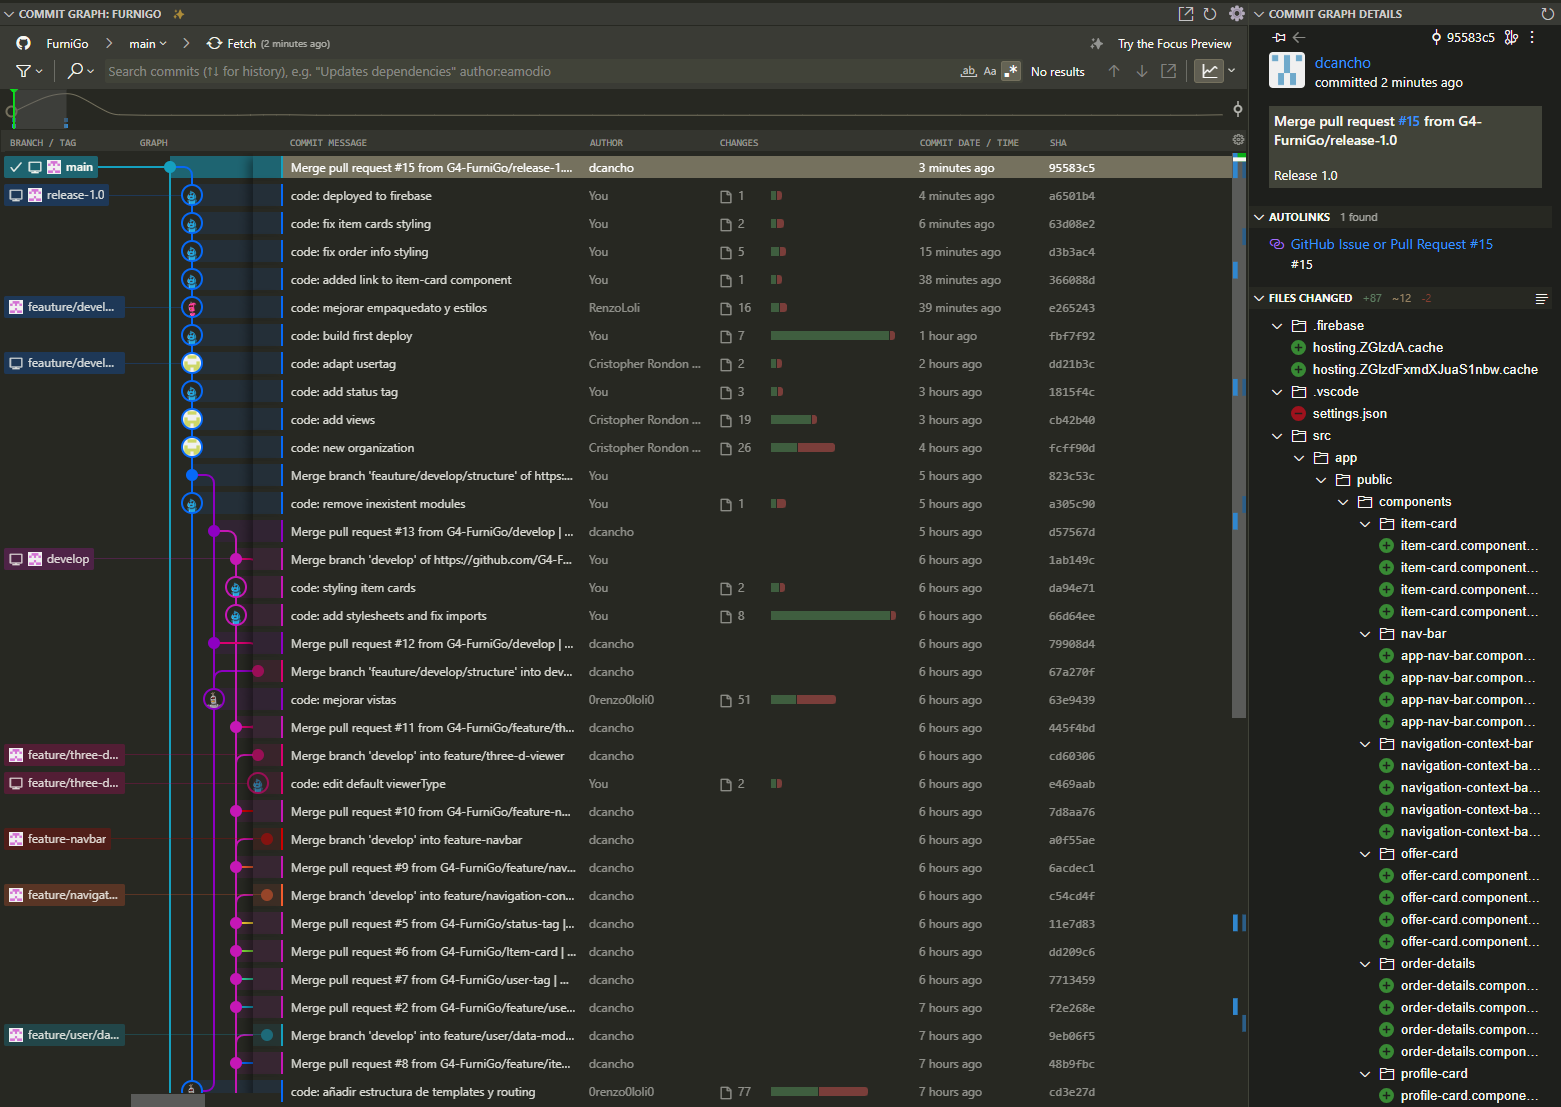 COMMIT GRAPH: FURNIGO
FurniGo
main
Fetch (2 minutes ago)
Try the Focus Preview
Search commits (↑↓ for history), e.g. "Updates dependencies" author:eamodio
ab, Aa .* No results
BRANCH / TAG GRAPH COMMIT MESSAGE AUTHOR CHANGES COMMIT DATE / TIME SHA
main Merge pull request #15 from G4-FurniGo/release-1.... dcancho 3 minutes ago 95583c5
release-1.0 code: deployed to firebase You 1 4 minutes ago a6501b4
code: fix item cards styling You 2 6 minutes ago 63d08e2
code: fix order info styling You 5 15 minutes ago d3b3ac4
code: added link to item-card component You 1 38 minutes ago 366088d
feauture/devel... code: mejorar empaquedato y estilos RenzoLoli 16 39 minutes ago e265243
code: build first deploy You 7 1 hour ago fbf7f92
feauture/devel... code: adapt usertag Cristopher Rondon ... 2 2 hours ago dd21b3c
code: add status tag You 3 3 hours ago 1815f4c
code: add views Cristopher Rondon ... 19 3 hours ago cb42b40
code: new organization Cristopher Rondon ... 26 4 hours ago fcff90d
Merge branch 'feauture/develop/structure' of https:... You 5 hours ago 823c53c
code: remove inexistent modules You 1 5 hours ago a305c90
Merge pull request #13 from G4-FurniGo/develop | ... dcancho 5 hours ago d57567d
develop Merge branch 'develop' of https://github.com/G4-F... You 6 hours ago 1ab149c
code: styling item cards You 2 6 hours ago da94e71
code: add stylesheets and fix imports You 8 6 hours ago 66d64ee
Merge pull request #12 from G4-FurniGo/develop | ... dcancho 6 hours ago 79908d4
Merge branch 'feauture/develop/structure' into dev... dcancho 6 hours ago 67a270f
code: mejorar vistas 0renzo0loli0 51 6 hours ago 63e9439
Merge pull request #11 from G4-FurniGo/feature/th... dcancho 6 hours ago 445f4bd
feature/three-d... Merge branch 'develop' into feature/three-d-viewer dcancho 6 hours ago cd60306
feature/three-d... code: edit default viewerType You 2 6 hours ago e469aab
Merge pull request #10 from G4-FurniGo/feature-n... dcancho 6 hours ago 7d8aa76
feature-navbar Merge branch 'develop' into feature-navbar dcancho 6 hours ago a0f55ae
Merge pull request #9 from G4-FurniGo/feature/nav... dcancho 6 hours ago 6acdec1
feature/navigat... Merge branch 'develop' into feature/navigation-con... dcancho 6 hours ago c54cd4f
Merge pull request #5 from G4-FurniGo/status-tag |... dcancho 6 hours ago 11e7d83
Merge pull request #6 from G4-FurniGo/Item-card | ... dcancho 6 hours ago dd209c6
Merge pull request #7 from G4-FurniGo/user-tag | ... dcancho 6 hours ago 7713459
Merge pull request #2 from G4-FurniGo/feature/use... dcancho 7 hours ago f2e268e
feature/user/da... Merge branch 'develop' into feature/user/data-mod... dcancho 7 hours ago 9eb06f5
Merge pull request #8 from G4-FurniGo/feature/ite... dcancho 7 hours ago 48b9fbc
code: añadir estructura de templates y routing 0renzo0loli0 77 7 hours ago cd3e27d
COMMIT GRAPH DETAILS
95583c5
dcancho
committed 2 minutes ago
Merge pull request #15 from G4-
FurniGo/release-1.0
Release 1.0
AUTOLINKS 1 found
GitHub Issue or Pull Request #15
#15
FILES CHANGED +87 ~12 -2
.firebase
hosting.ZGlzdA.cache
hosting.ZGlzdFxmdXJuaS1nbw.cache
.vscode
settings.json
src
app
public
components
item-card
item-card.component...
item-card.component...
item-card.component...
item-card.component...
nav-bar
app-nav-bar.compon...
app-nav-bar.compon...
app-nav-bar.compon...
app-nav-bar.compon...
navigation-context-bar
navigation-context-ba...
navigation-context-ba...
navigation-context-ba...
navigation-context-ba...
offer-card
offer-card.component...
offer-card.component...
offer-card.component...
offer-card.component...
order-details
order-details.compon...
order-details.compon...
order-details.compon...
order-details.compon...
profile-card
profile-card.compone...